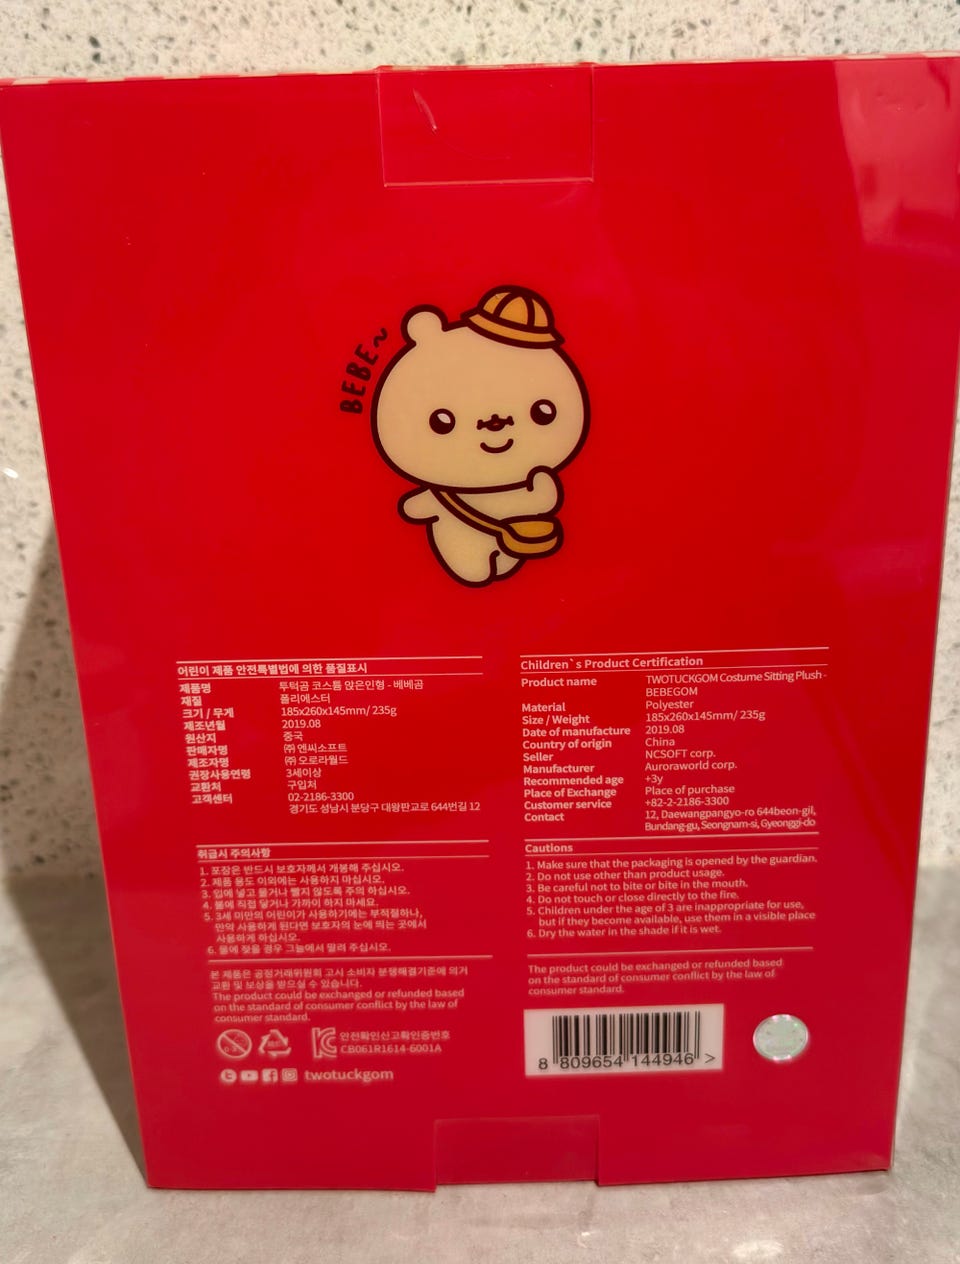 BEBE~
어린이 제품 안전특별법에 의한 품질표시
제품명 투턱곰 코스튬 앉은인형 - 베베곰
재질 폴리에스터
크기 / 무게 185x260x145mm/ 235g
제조년월 2019.08
원산지 중국
판매자명 ㈜ 엔씨소프트
제조자명 ㈜ 오로라월드
권장사용연령 3세이상
교환처 구입처
고객센터 02-2186-3300
경기도 성남시 분당구 대왕판교로 644번길 12
취급시 주의사항
1. 포장은 반드시 보호자께서 개봉해 주십시오.
2. 제품 용도 이외에는 사용하지 마십시오.
3. 입에 넣고 물거나 빨지 않도록 주의 하십시오.
4. 불에 직접 닿거나 가까이 하지 마세요.
5. 3세 미만의 어린이가 사용하기에는 부적절하나,
만약 사용하게 된다면 보호자의 눈에 띄는 곳에서
사용하게 하십시오.
6. 물에 젖을 경우 그늘에서 말려 주십시오.
본 제품은 공정거래위원회 고시 소비자 분쟁해결기준에 의거
교환 및 보상을 받으실 수 있습니다.
The product could be exchanged or refunded based
on the standard of consumer conflict by the law of
consumer standard.
안전확인신고확인증번호
CB061R1614-6001A
twotuckgom
Children`s Product Certification
Product name TWOTUCKGOM Costume Sitting Plush -
BEBEGOM
Material Polyester
Size / Weight 185x260x145mm/ 235g
Date of manufacture 2019.08
Country of origin China
Seller NCSOFT corp.
Manufacturer Auroraworld corp.
Recommended age +3y
Place of Exchange Place of purchase
Customer service +82-2-2186-3300
Contact 12, Daewangpangyo-ro 644beon-gil,
Bundang-gu, Seongnam-si, Gyeonggi-do
Cautions
1. Make sure that the packaging is opened by the guardian.
2. Do not use other than product usage.
3. Be careful not to bite or bite in the mouth.
4. Do not touch or close directly to the fire.
5. Children under the age of 3 are inappropriate for use,
but if they become available, use them in a visible place
6. Dry the water in the shade if it is wet.
The product could be exchanged or refunded based
on the standard of consumer conflict by the law of
consumer standard.
8 809654 144946 >